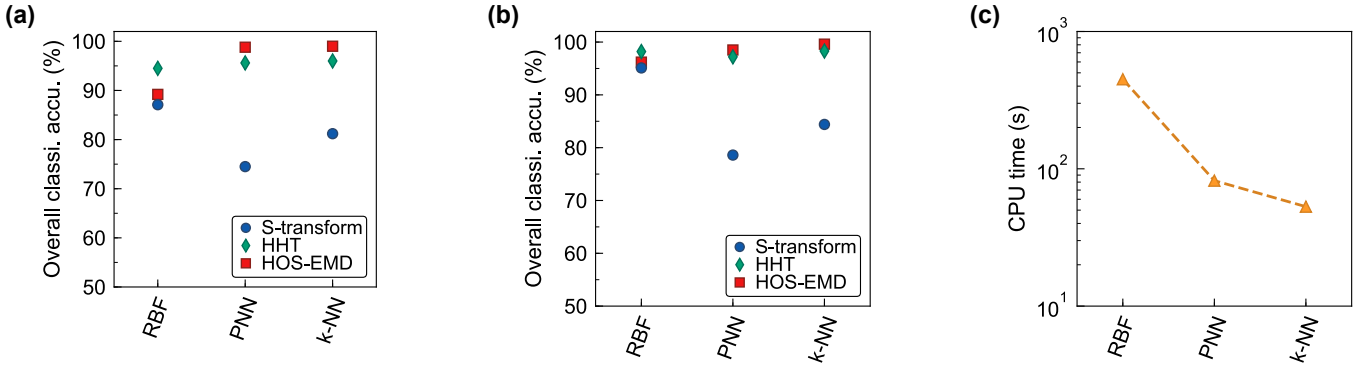 (a)
Overall classi. accu. (%)
100
90
80
70
60
50
S-transform
HHT
HOS-EMD
RBF
PNN
k-NN
(b)
Overall classi. accu. (%)
100
90
80
70
60
50
S-transform
HHT
HOS-EMD
RBF
PNN
k-NN
(c)
CPU time (s)
10³
10²
10¹
RBF
PNN
k-NN